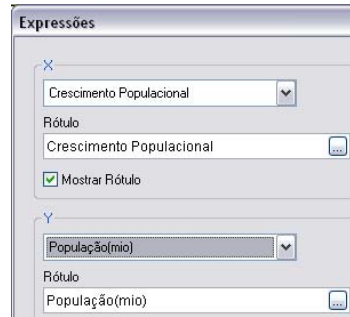 Expressões
X
Crescimento Populacional
Rótulo
Crescimento Populacional
...
Mostrar Rótulo
Y
População(mio)
Rótulo
População(mio)
...